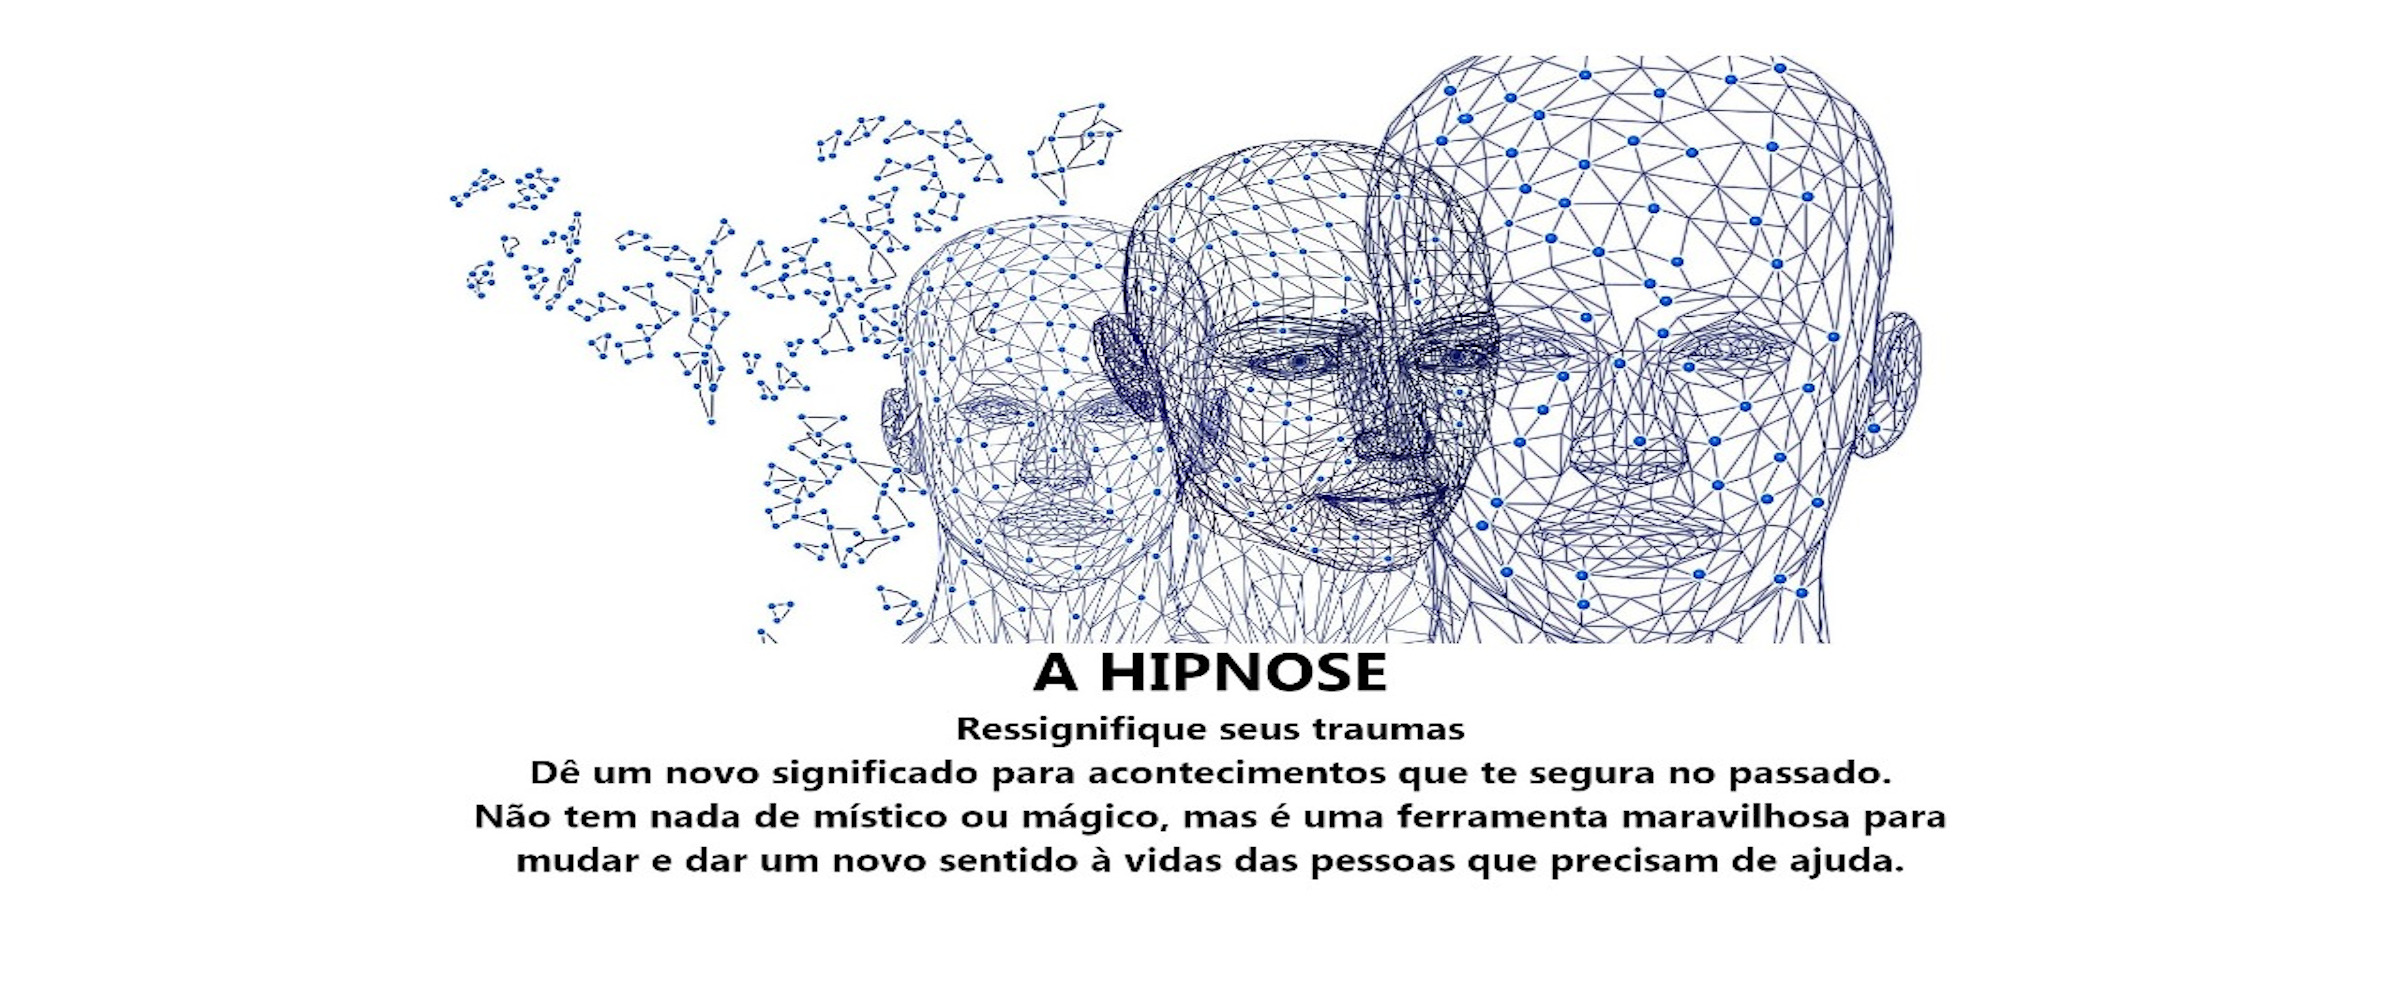 A HIPNOSE
Ressignifique seus traumas
Dê um novo significado para acontecimentos que te segura no passado.
Não tem nada de místico ou mágico, mas é uma ferramenta maravilhosa para
mudar e dar um novo sentido à vidas das pessoas que precisam de ajuda.